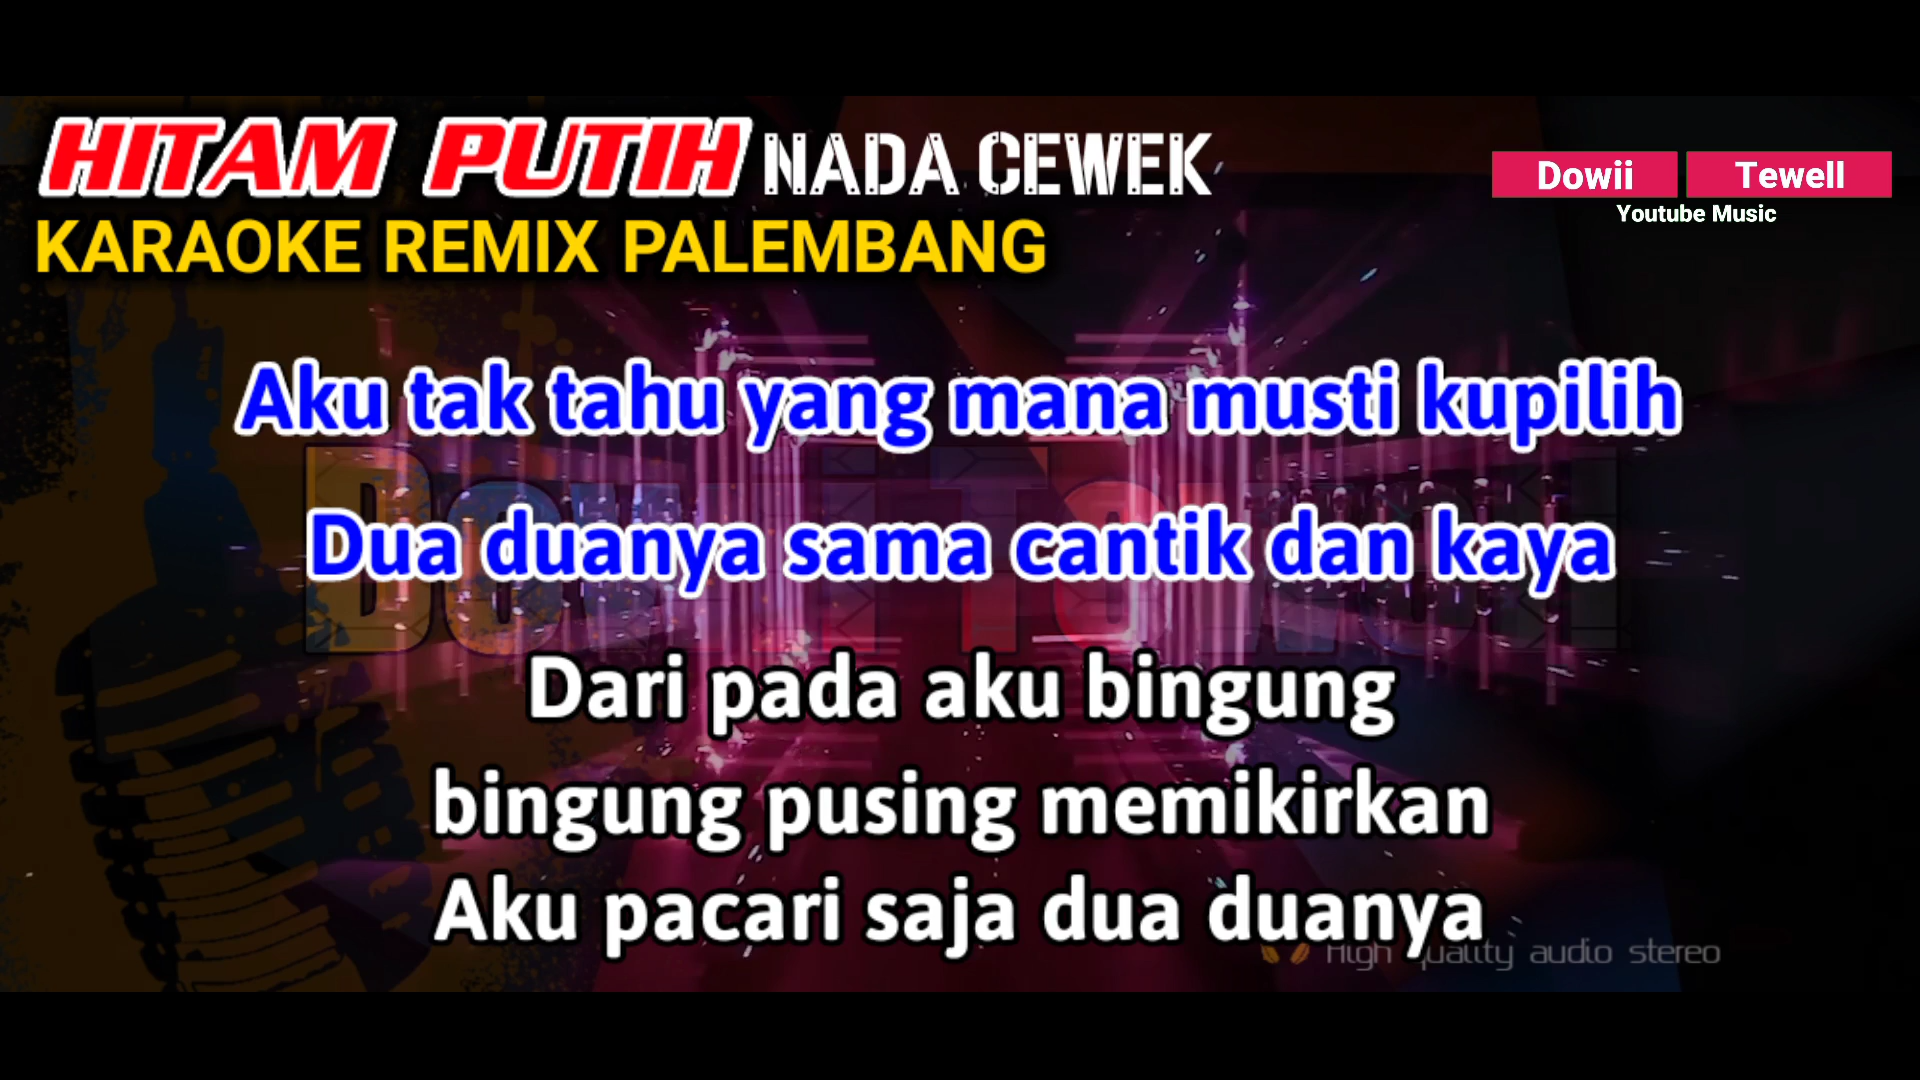 HITAM PUTIH NADA CEWEK
KARAOKE REMIX PALEMBANG
Dowii Tewell
Youtube Music
Aku tak tahu yang mana musti kupilih
Dua duanya sama cantik dan kaya
Dowii Tewell
Dari pada aku bingung
bingung pusing memikirkan
Aku pacari saja dua duanya
High quality audio stereo